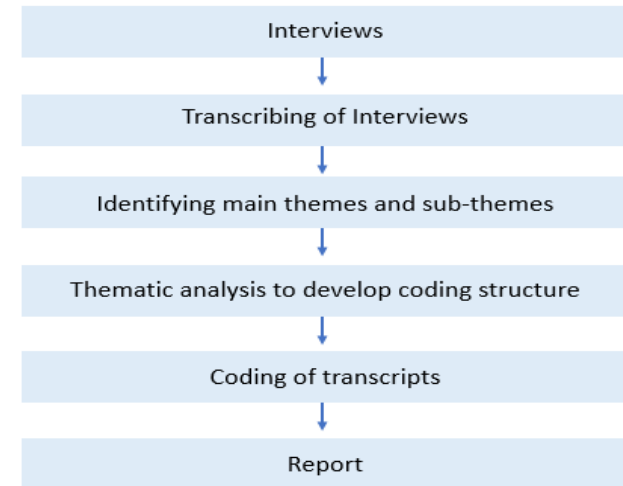 Interviews
Transcribing of Interviews
Identifying main themes and sub-themes
Thematic analysis to develop coding structure
Coding of transcripts
Report